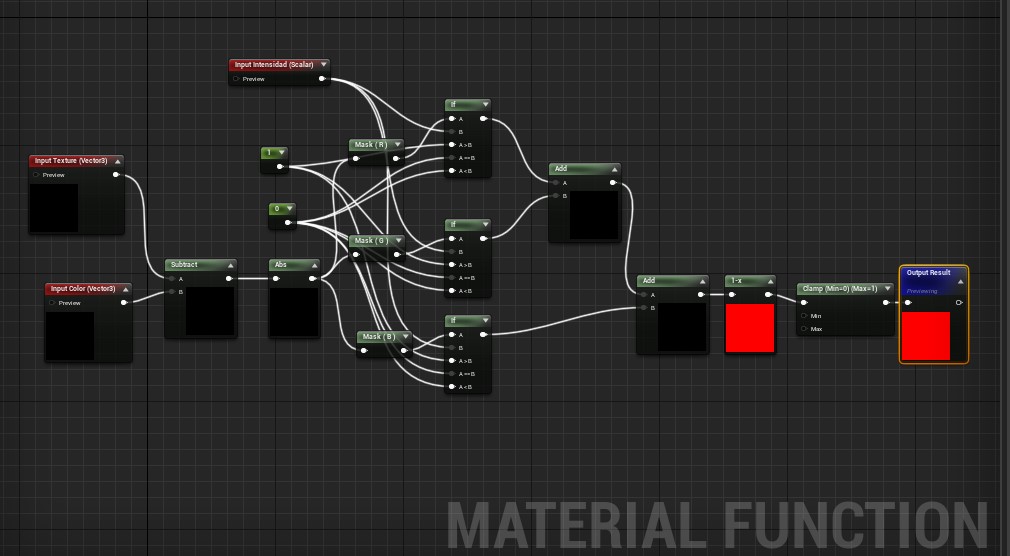 Input Intensidad (Scalar)
Preview
1
0
Input Texture (Vector3)
Preview
Input Color (Vector3)
Preview
Subtract
A
B
Abs
Mask ( R )
Mask ( G )
Mask ( B )
If
A
B
A > B
A == B
A < B
If
A
B
A > B
A == B
A < B
If
A
B
A > B
A == B
A < B
Add
A
B
Add
A
B
1-x
Clamp (Min=0) (Max=1)
Min
Max
Output Result
Previewing
MATERIAL FUNCTION